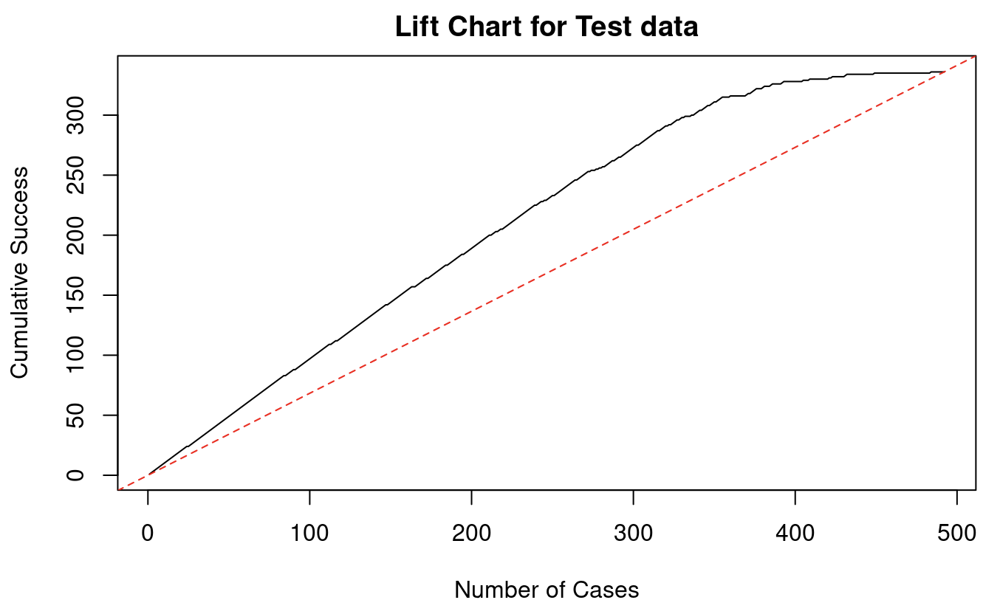 Lift Chart for Test data
Cumulative Success
300
250
200
150
100
50
0
0 100 200 300 400 500
Number of Cases